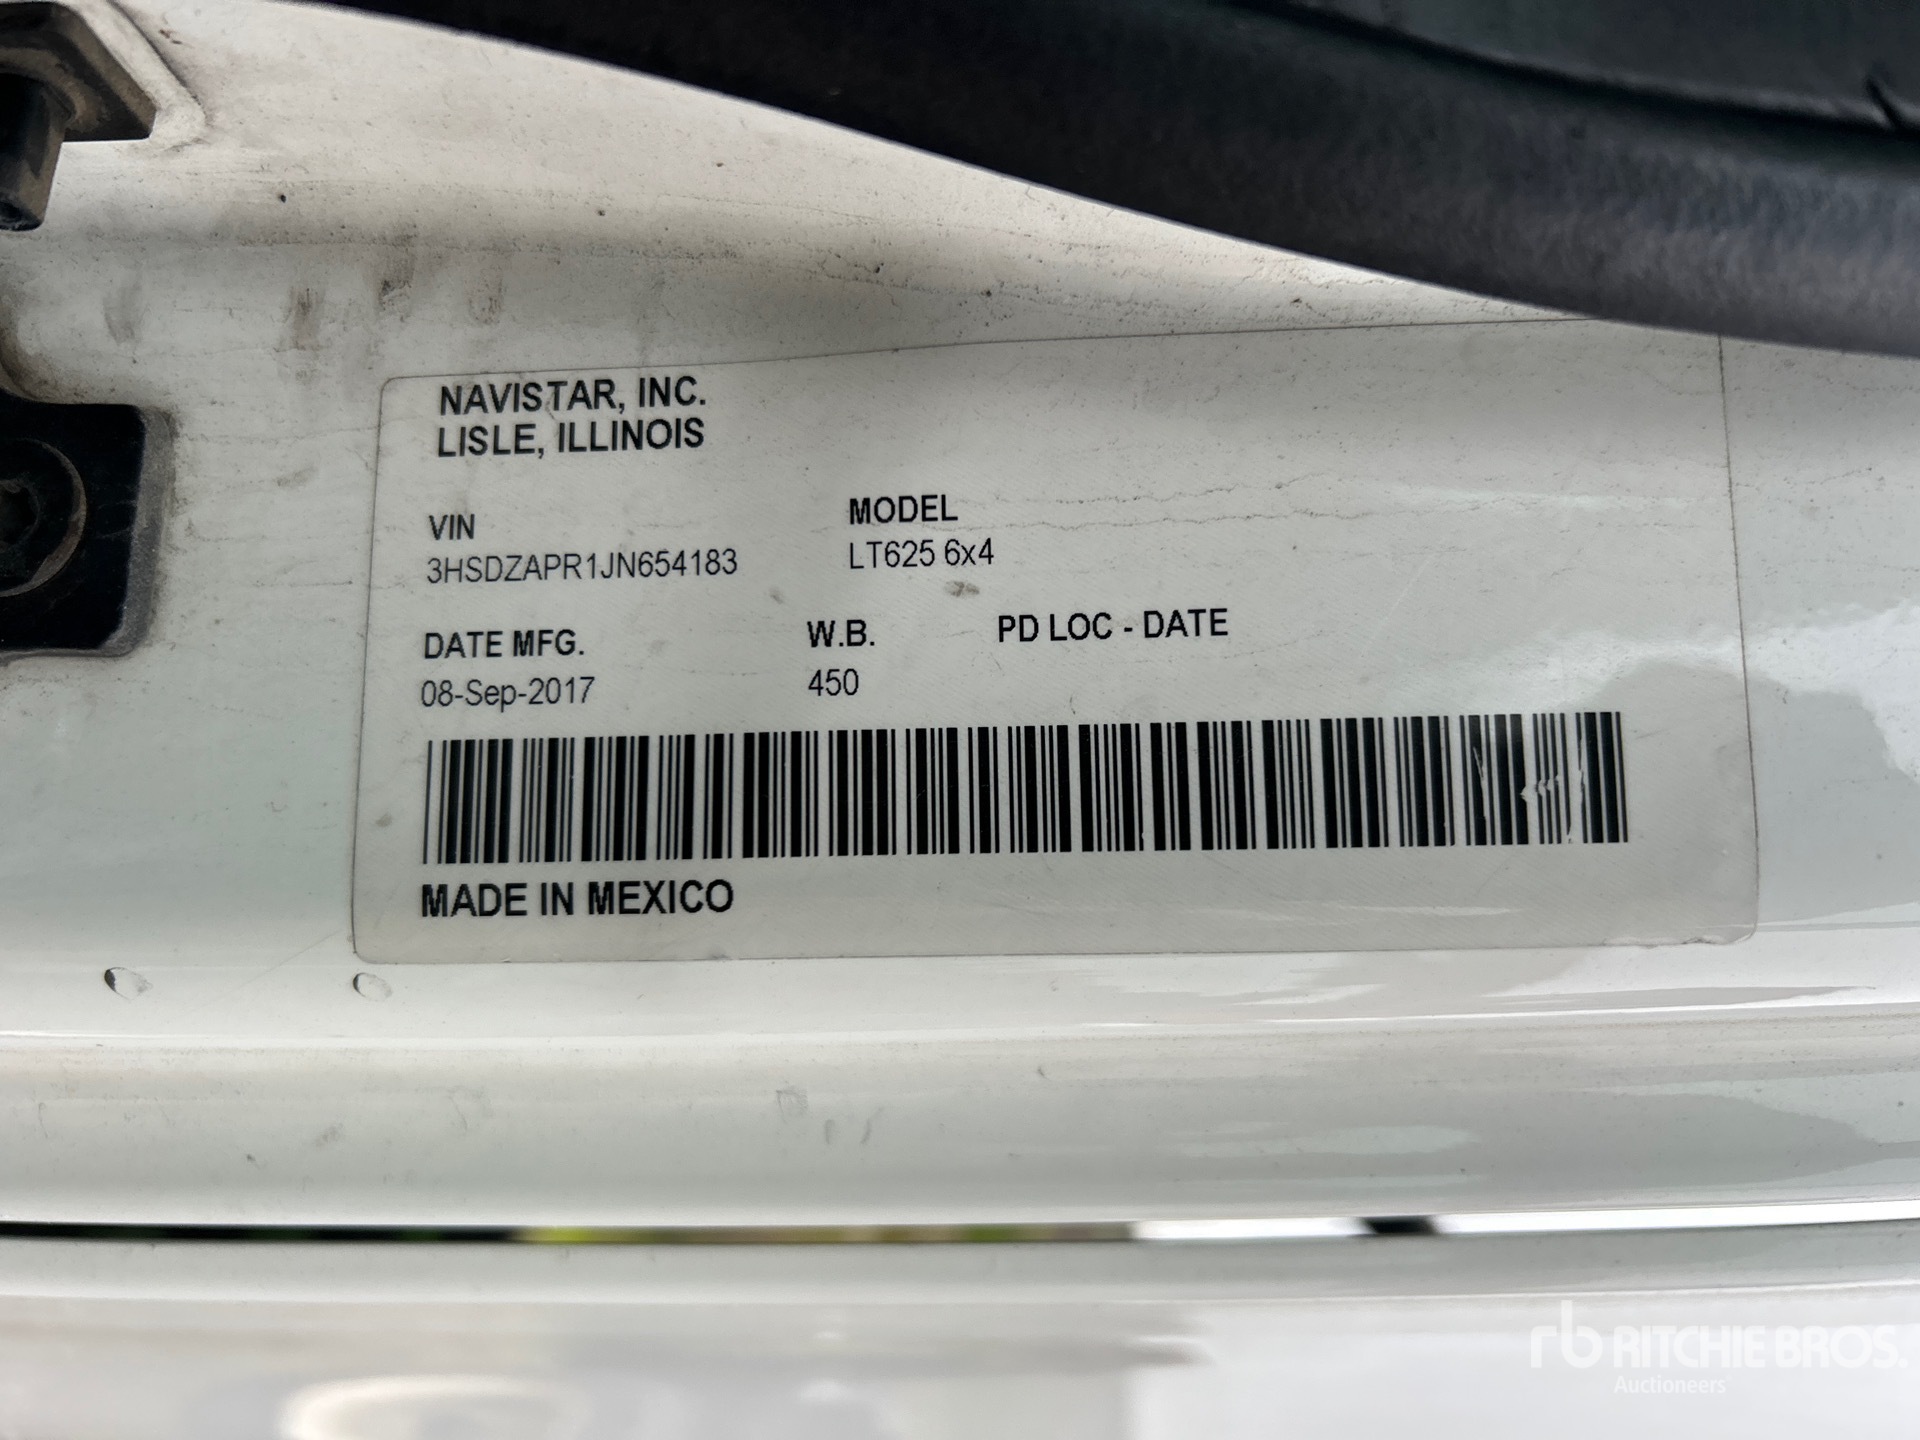 NAVISTAR, INC.
LISLE, ILLINOIS
VIN
3HSDZAPR1JN654183
MODEL
LT625 6x4
DATE MFG.
08-Sep-2017
W.B.
450
PD LOC - DATE
MADE IN MEXICO
rb RITCHIE BROS.
Auctioneers